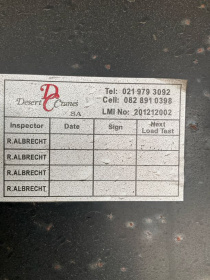 Desert Cranes
SA
Tel: 021 979 3092
Cell: 082 891 0398
LMI No: 201212002
Inspector Date Sign Next Load Test
R.ALBRECHT
R.ALBRECHT
R.ALBRECHT
R.ALBRECHT